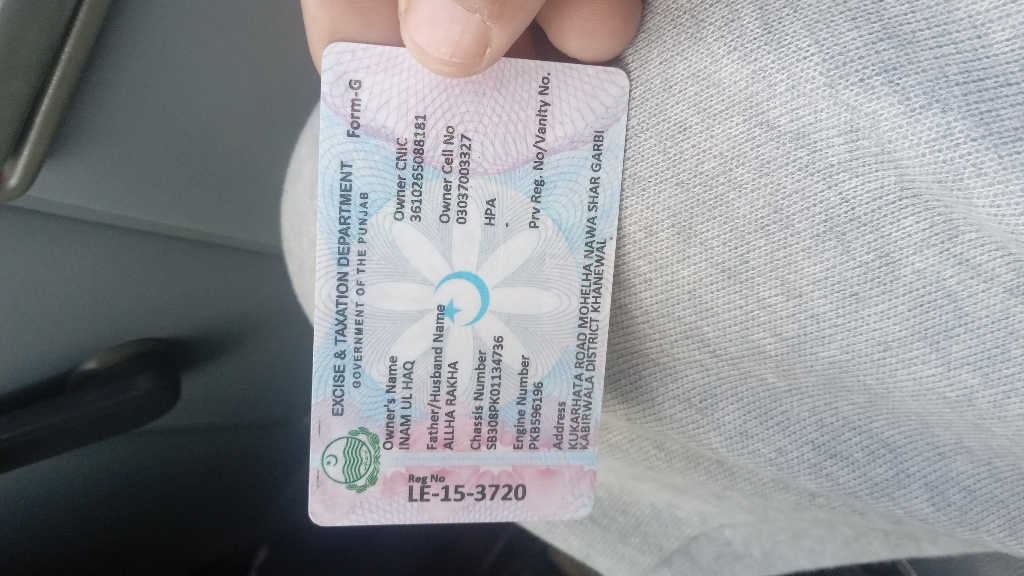 EXCISE & TAXATION DEPARTMENT
GOVERNMENT OF THE PUNJAB
Form-G
Owner's Name
INAM UL HAQ
Father/Husband Name
ALLHA RAKHA
Chassis Number
SB308PK01134736
Engine Number
PKB596196
Address
KUKARHATA ROAD MOHELHA NAWA SHAR GARBI
KABIRWALA DISTRICT KHANEWAL
Owner CNIC
3610265088181
Owner Cell No
03037003327
HPA
-
Prv Reg. No/Vanity No.
Reg No
LE-15-3720